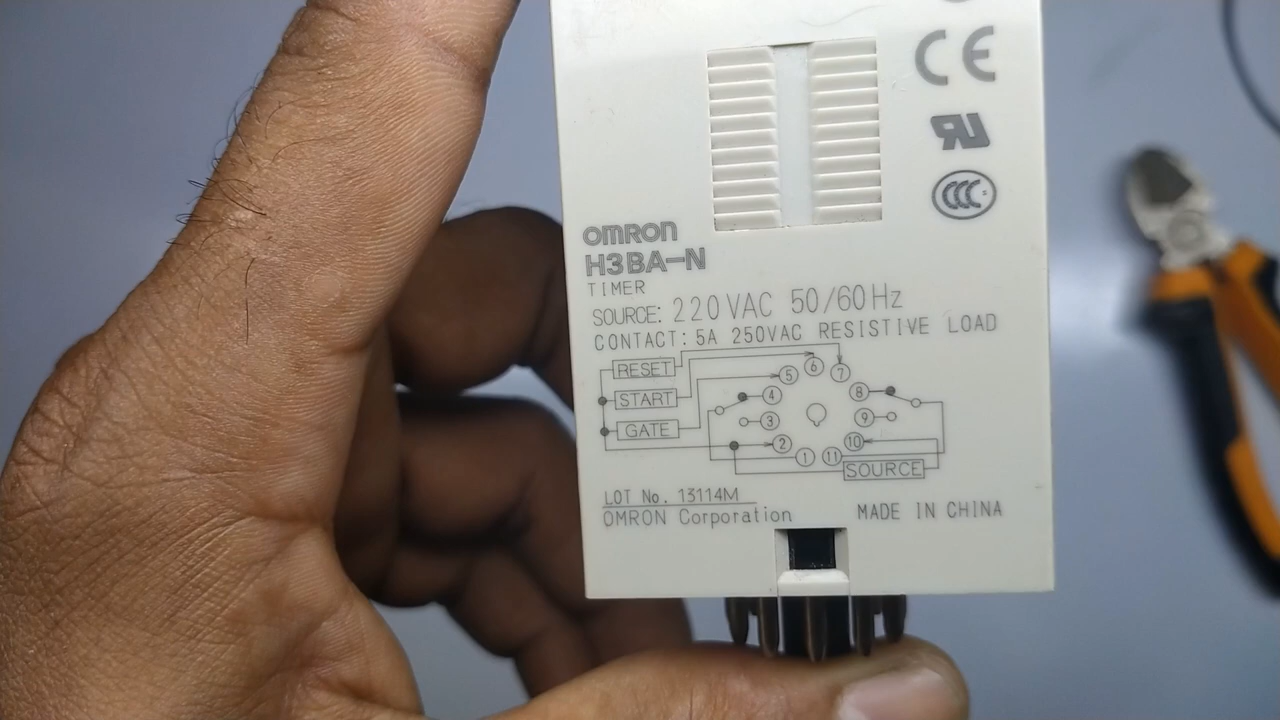 CE
RU
CCC
OMRON
H3BA-N
TIMER
SOURCE: 220VAC 50/60Hz
CONTACT: 5A 250VAC RESISTIVE LOAD
RESET
START
GATE
6
5 7
4 8
3 9
2 10
1 11
SOURCE
LOT No. 13114M
OMRON Corporation
MADE IN CHINA